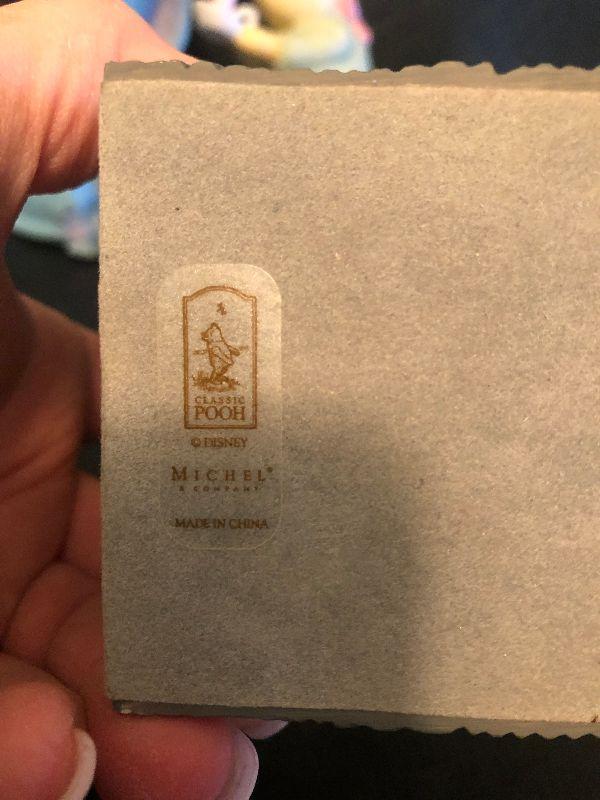 CLASSIC
POOH
© DISNEY
MICHEL®
& COMPANY
MADE IN CHINA